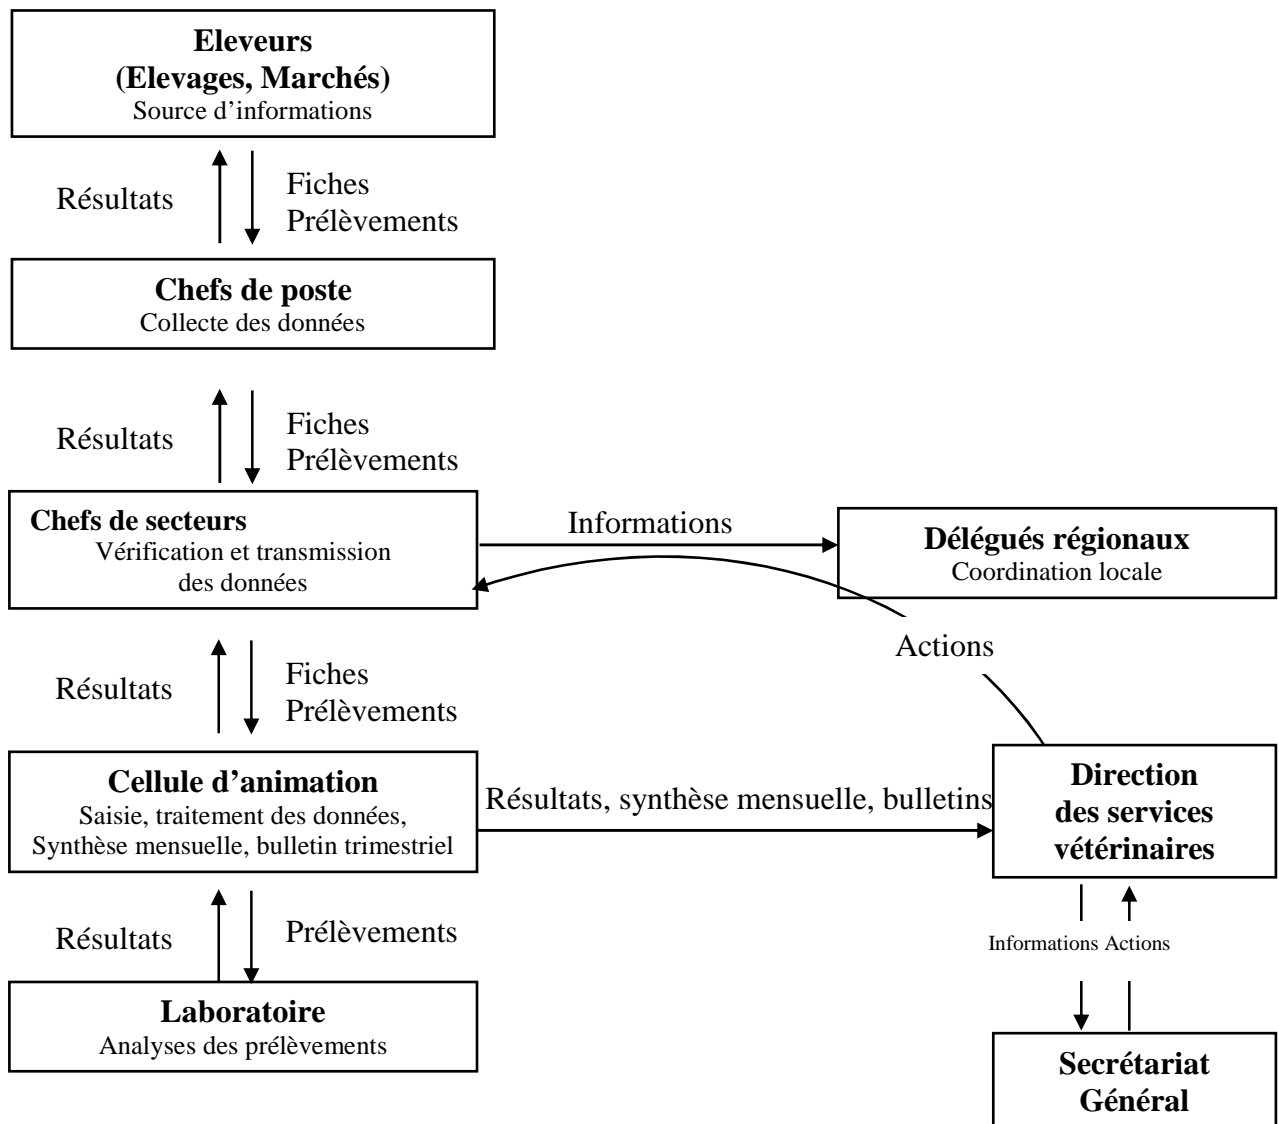 Eleveurs
(Elevages, Marchés)
Source d’informations
Résultats
Fiches
Prélèvements
Chefs de poste
Collecte des données
Résultats
Fiches
Prélèvements
Chefs de secteurs
Vérification et transmission
des données
Informations
Délégués régionaux
Coordination locale
Actions
Résultats
Fiches
Prélèvements
Cellule d’animation
Saisie, traitement des données,
Synthèse mensuelle, bulletin trimestriel
Résultats, synthèse mensuelle, bulletins
Direction
des services
vétérinaires
Résultats
Prélèvements
Informations Actions
Laboratoire
Analyses des prélèvements
Secrétariat
Général